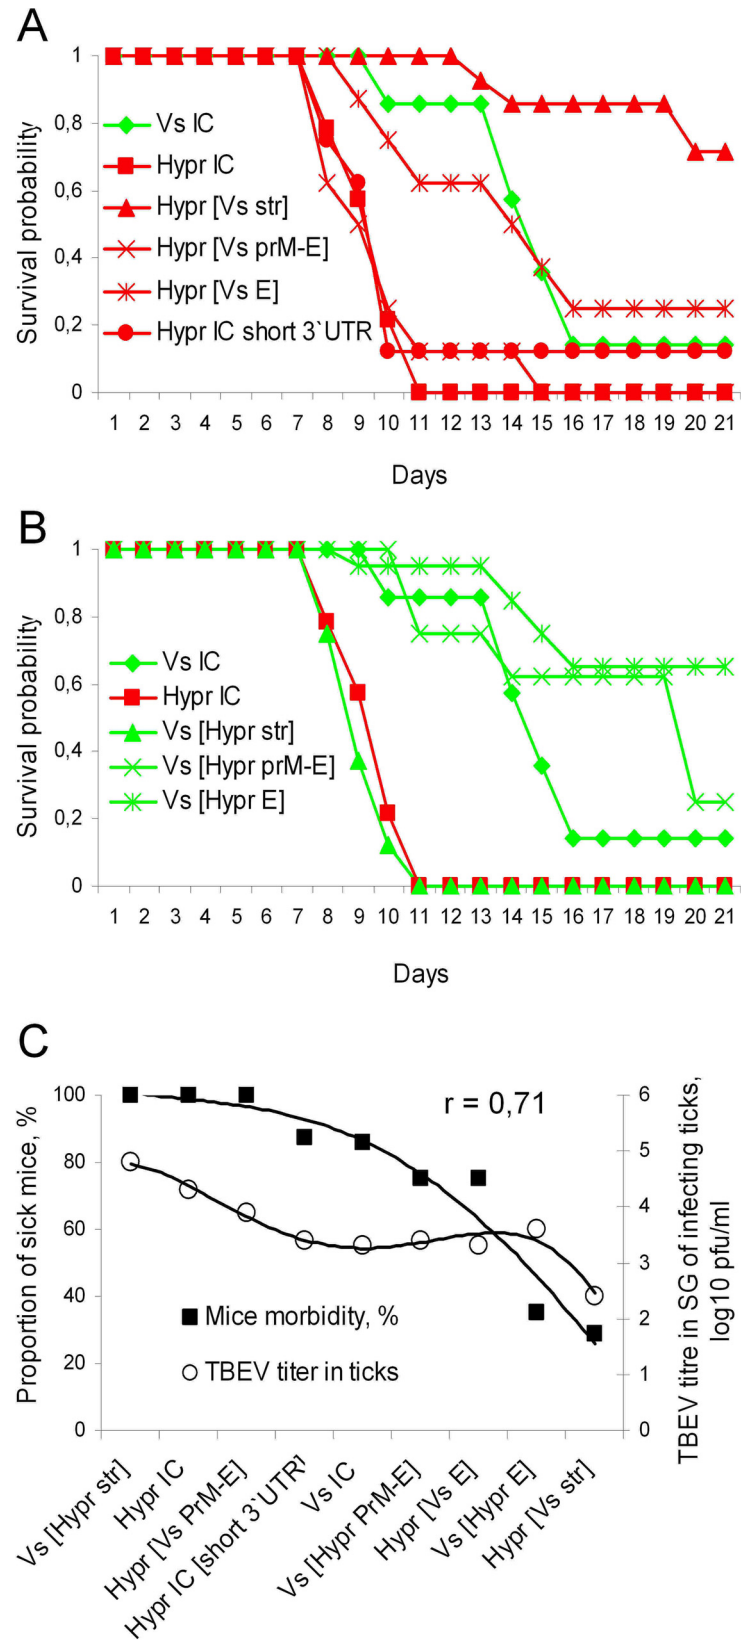 A
1
0,8
0,6
0,4
0,2
0
Survival probability
Vs IC
Hypr IC
Hypr [Vs str]
Hypr [Vs prM-E]
Hypr [Vs E]
Hypr IC short 3`UTR
1 2 3 4 5 6 7 8 9 10 11 12 13 14 15 16 17 18 19 20 21
Days
B
1
0,8
0,6
0,4
0,2
0
Survival probability
Vs IC
Hypr IC
Vs [Hypr str]
Vs [Hypr prM-E]
Vs [Hypr E]
1 2 3 4 5 6 7 8 9 10 11 12 13 14 15 16 17 18 19 20 21
Days
C
100
80
60
40
20
0
Proportion of sick mice, %
r = 0,71
Mice morbidity, %
TBEV titer in ticks
6
5
4
3
2
1
0
TBEV titre in SG of infecting ticks,
log10 pfu/ml
Vs [Hypr str]
Hypr IC
Hypr [Vs PrM-E]
Hypr IC [short 3`UTR]
Vs IC
Vs [Hypr PrM-E]
Hypr [Vs E]
Vs [Hypr E]
Hypr [Vs str]